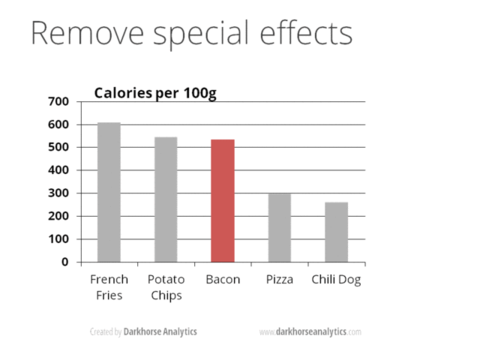 Remove special effects
Calories per 100g
700
600
500
400
300
200
100
0
French Fries
Potato Chips
Bacon
Pizza
Chili Dog
Created by Darkhorse Analytics
www.darkhorseanalytics.com